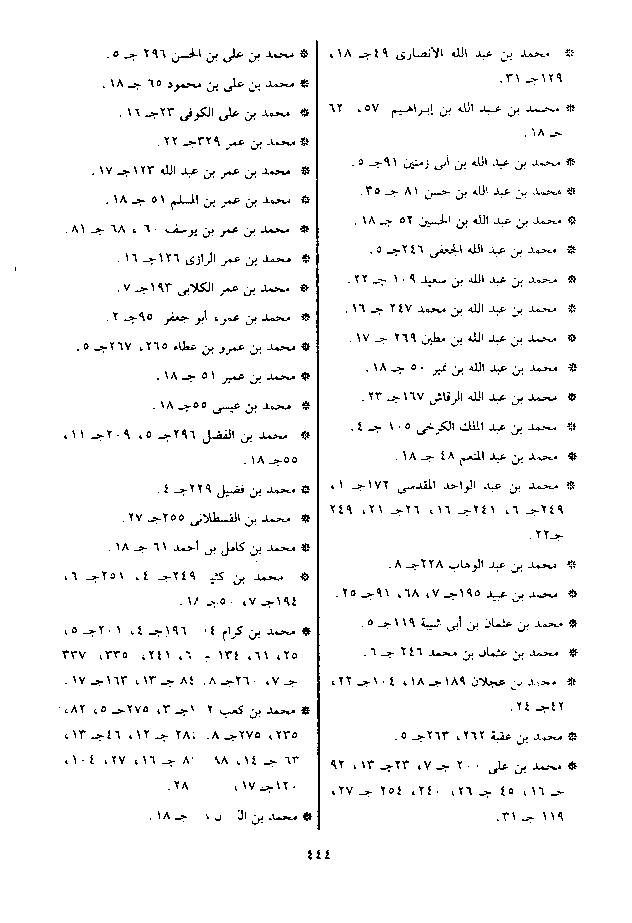 * محمد بن عبد الله الأنصارى ٤٩جـ ١٨،
١٢٩جـ ٣١.
* محمد بن عبد الله بن إبراهيم ٥٧، ٦٢
جـ ١٨.
* محمد بن عبد الله بن أبى زمنين ٩١جـ ٥.
* محمد بن عبد الله بن حسن ٨١ جـ ٣٥.
* محمد بن عبد الله بن الحسين ٥٢ جـ ١٨.
* محمد بن عبد الله الجعفى ٢٤٦جـ ٥.
* محمد بن عبد الله بن سعيد ١٠٩ جـ ٢٢.
* محمد بن عبد الله بن محمد ٢٤٧ جـ ١٦.
* محمد بن عبد الله بن مطين ٢٦٩ جـ ١٧.
* محمد بن عبد الله بن نمير ٥٠ جـ ١٨.
* محمد بن عبد الله الرقاش ١٦٧جـ ٢٣.
* محمد بن عبد الملك الكرخى ١٠٥ جـ ٤.
* محمد بن عبد المنعم ٤٨ جـ ١٨.
* محمد بن عبد الواحد المقدسى ١٧٢جـ ١،
٢٤٩جـ ٦، ٢٤١جـ ١٦، ٢٦جـ ٢١، ٢٤٩
جـ٢٢.
* محمد بن عبد الوهاب ٢٢٨جـ ٨.
* محمد بن عبيد ١٩٥جـ ٧، ٦٨، ٩١جـ ٢٥.
* محمد بن عثمان بن أبى شيبة ١١٩جـ ٥.
* محمد بن عثمان بن محمد ٢٤٦ جـ ٦.
* محمد بن عجلان ١٨٩جـ ١٨، ١٠٤جـ ٢٢،
٤٢جـ ٢٤.
* محمد بن عقبة ٢٦٢، ٢٦٣جـ ٥.
* محمد بن على ٢٠٠ جـ ٧، ٢٣جـ ١٣، ٩٢
جـ ١٦، ٤٥ جـ ٢٦، ٢٤٠، ٢٥٤ جـ ٢٧،
١١٩ جـ ٣١.
* محمد بن على بن الحسن ٢٩٦ جـ ٥.
* محمد بن على بن محمود ٦٥ جـ ١٨.
* محمد بن على الكوفى ٢٣جـ ١٦.
* محمد بن عمر ٣٢٩جـ ٢٢.
* محمد بن عمر بن عبد الله ١٢٣جـ ١٧.
* محمد بن عمر بن المسلم ٥١ جـ ١٨.
* محمد بن عمر بن يوسف ٦٠، ٦٨ جـ ٨١.
* محمد بن عمر الرازى ١٢٦جـ ١٦.
* محمد بن عمر الكلابى ١٩٣جـ ٧.
* محمد بن عمر، أبو جعفر ٩٥جـ ٢.
* محمد بن عمرو بن عطاء ٢٦٥، ٢٦٧جـ ٥.
* محمد بن عمير ٥١ جـ ١٨.
* محمد بن عيسى ٥٥جـ ١٨.
* محمد بن الفضل ٢٩٦جـ ٥، ٢٠٩جـ ١١،
٥٥جـ ١٨.
* محمد بن فضيل ٢٢٩جـ ٤.
* محمد بن القسطلانى ٢٥٥جـ ٢٧.
* محمد بن كامل بن أحمد ٦١ جـ ١٨.
* محمد بن ٢٤٩جـ ٤، ٢٥١جـ ٦،
١٩٤جـ ٧، ٥٠جـ
* محمد بن كرام ١٩٦جـ ٤، ٢٠١جـ ٥،
٢٥، ٦١، ١٣٤ ٦، ٢٤١، ٣٣٥، ٣٣٧
جـ ٧، ٢٦٠جـ ٨، ٨٤ جـ ١٣، ١٦٣جـ ١٧.
* محمد بن كعب ٣، ٢٧٥جـ ٥، ٨٢،
٢٣٥، ٢٧٥جـ ٨، جـ ١٢، ٤٦جـ ١٣،
٦٣ جـ ١٤، جـ ١٦، ٢٧، ١٠٤،
١٢٠جـ ١٧، ٢٨.
* محمد بن جـ ١٨.
٤٤٤